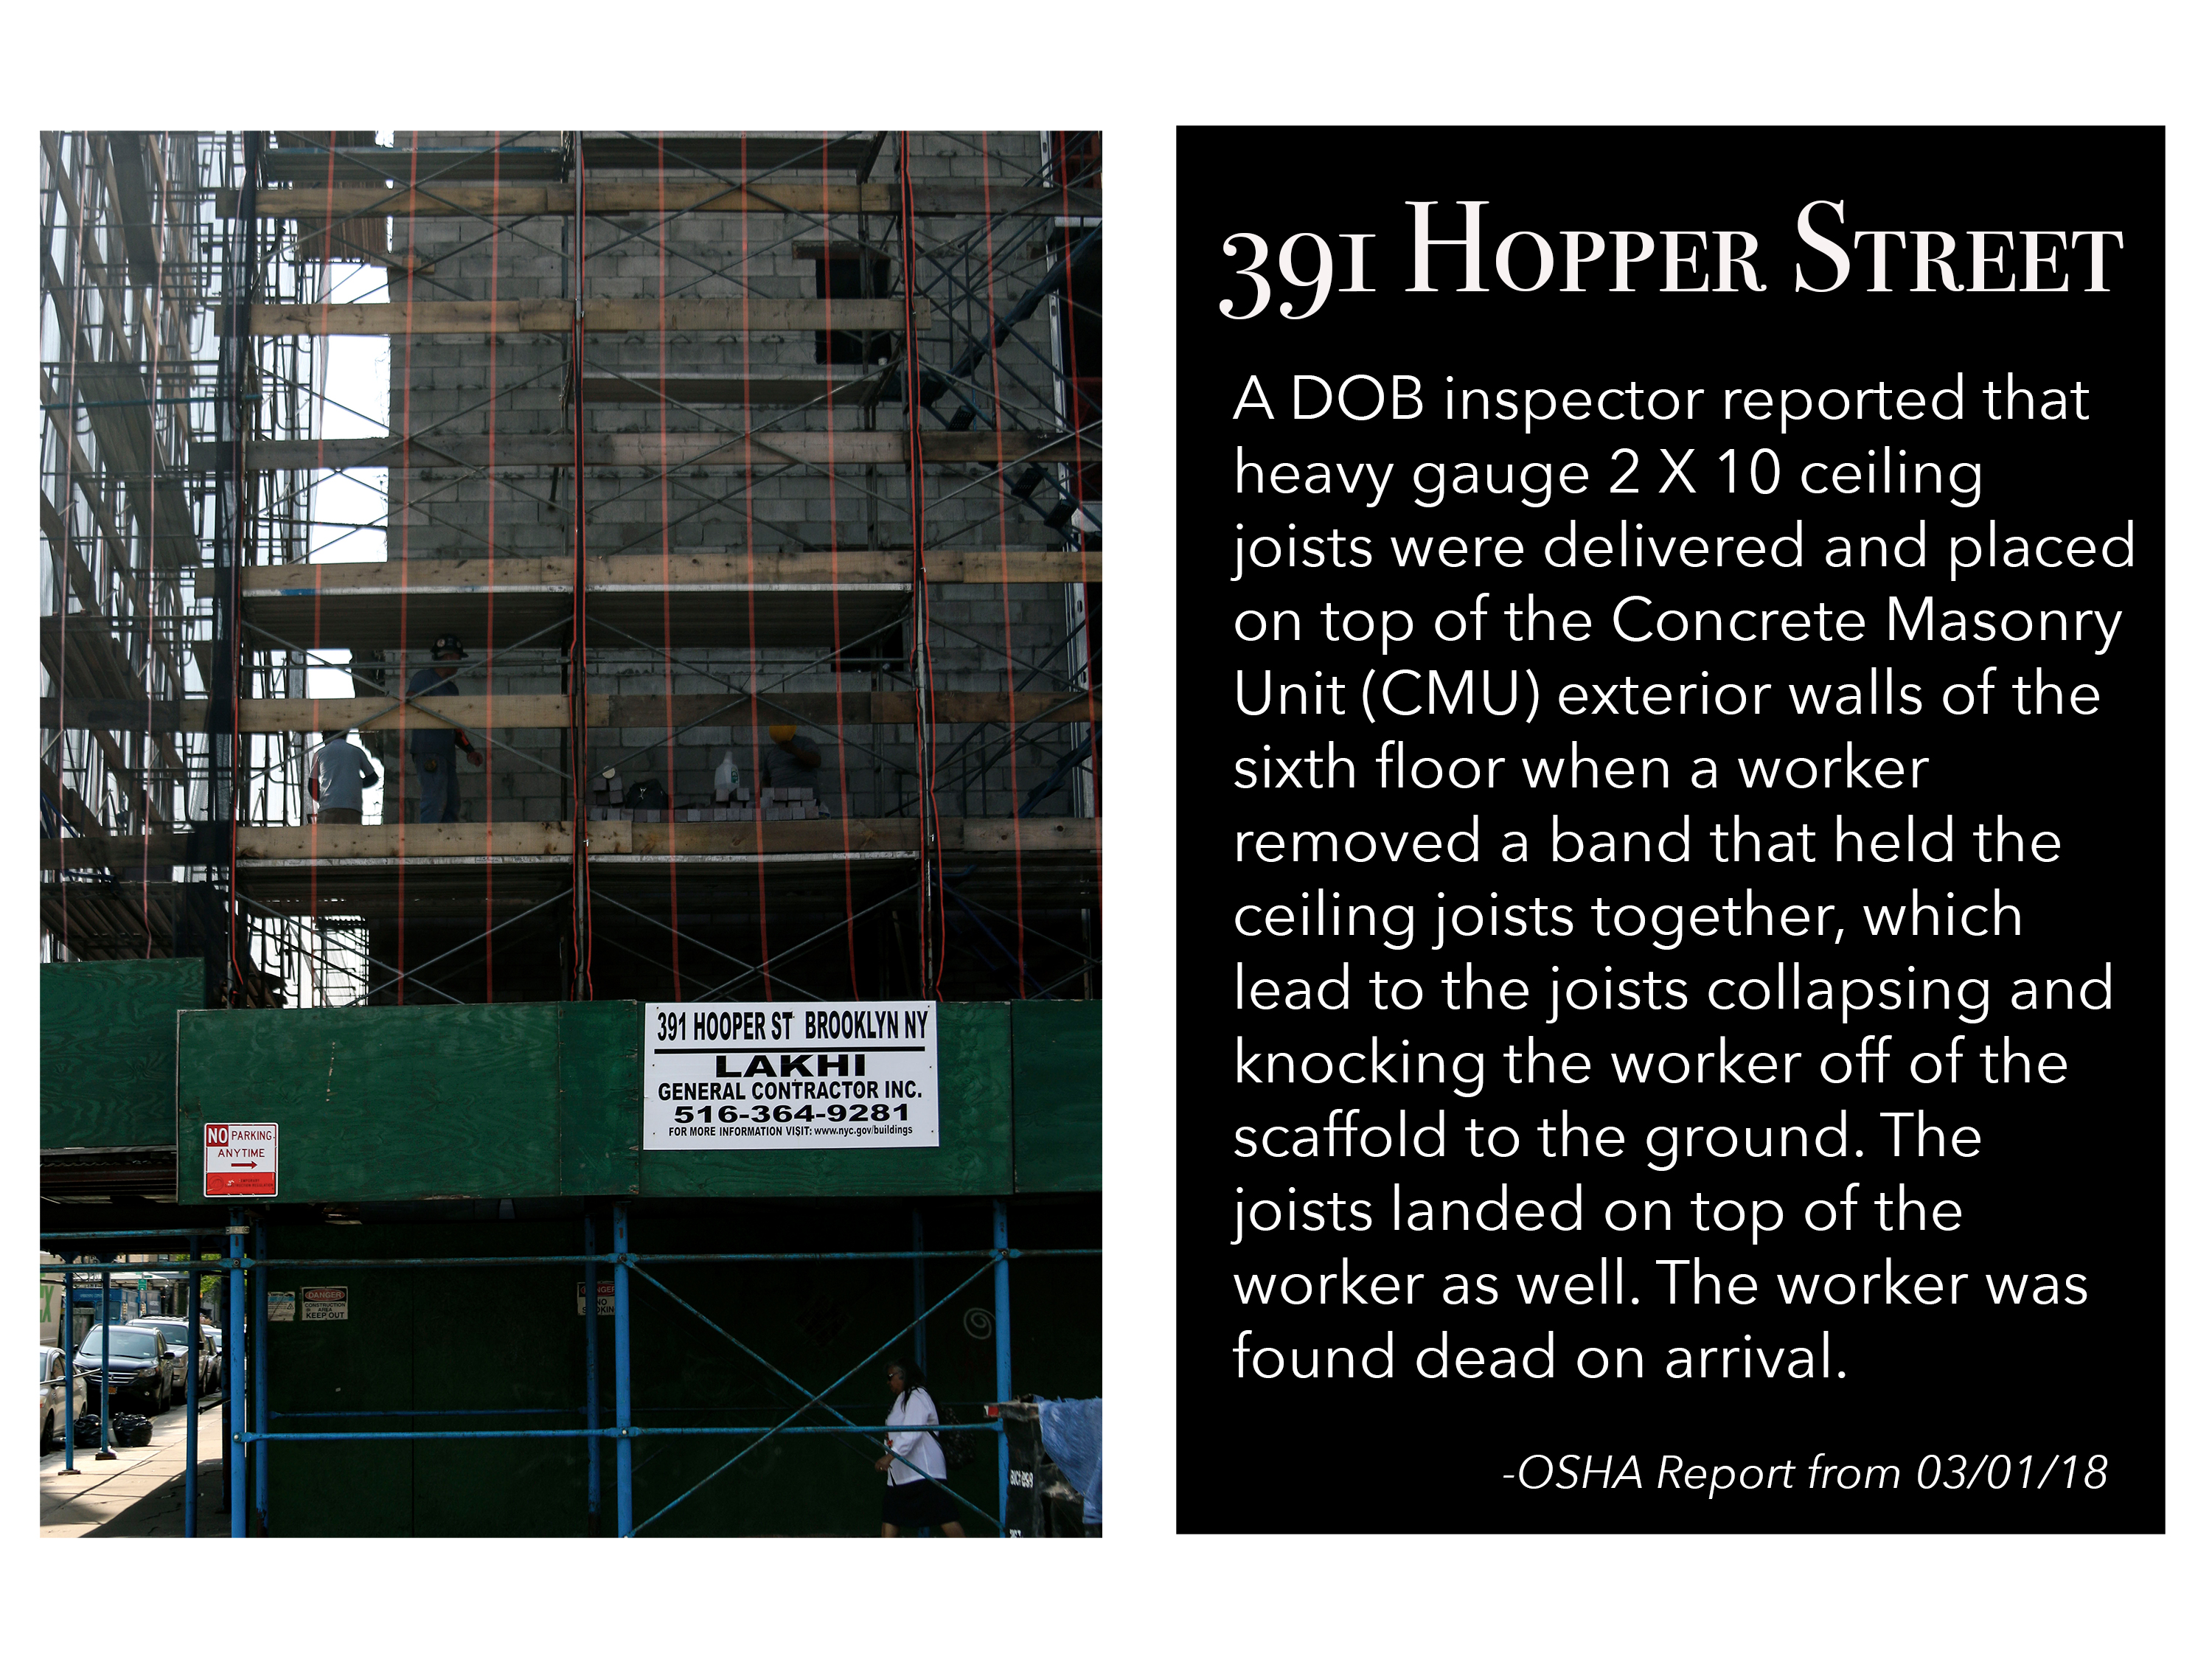 391 HOOPER ST BROOKLYN NY
LAKHI
GENERAL CONTRACTOR INC.
516-364-9281
FOR MORE INFORMATION VISIT: www.nyc.gov/buildings
NO PARKING
ANYTIME
DANGER
CONSTRUCTION
AREA
KEEP OUT
DANGER
NO
391 Hopper Street
A DOB inspector reported that
heavy gauge 2 X 10 ceiling
joists were delivered and placed
on top of the Concrete Masonry
Unit (CMU) exterior walls of the
sixth floor when a worker
removed a band that held the
ceiling joists together, which
lead to the joists collapsing and
knocking the worker off of the
scaffold to the ground. The
joists landed on top of the
worker as well. The worker was
found dead on arrival.
-OSHA Report from 03/01/18